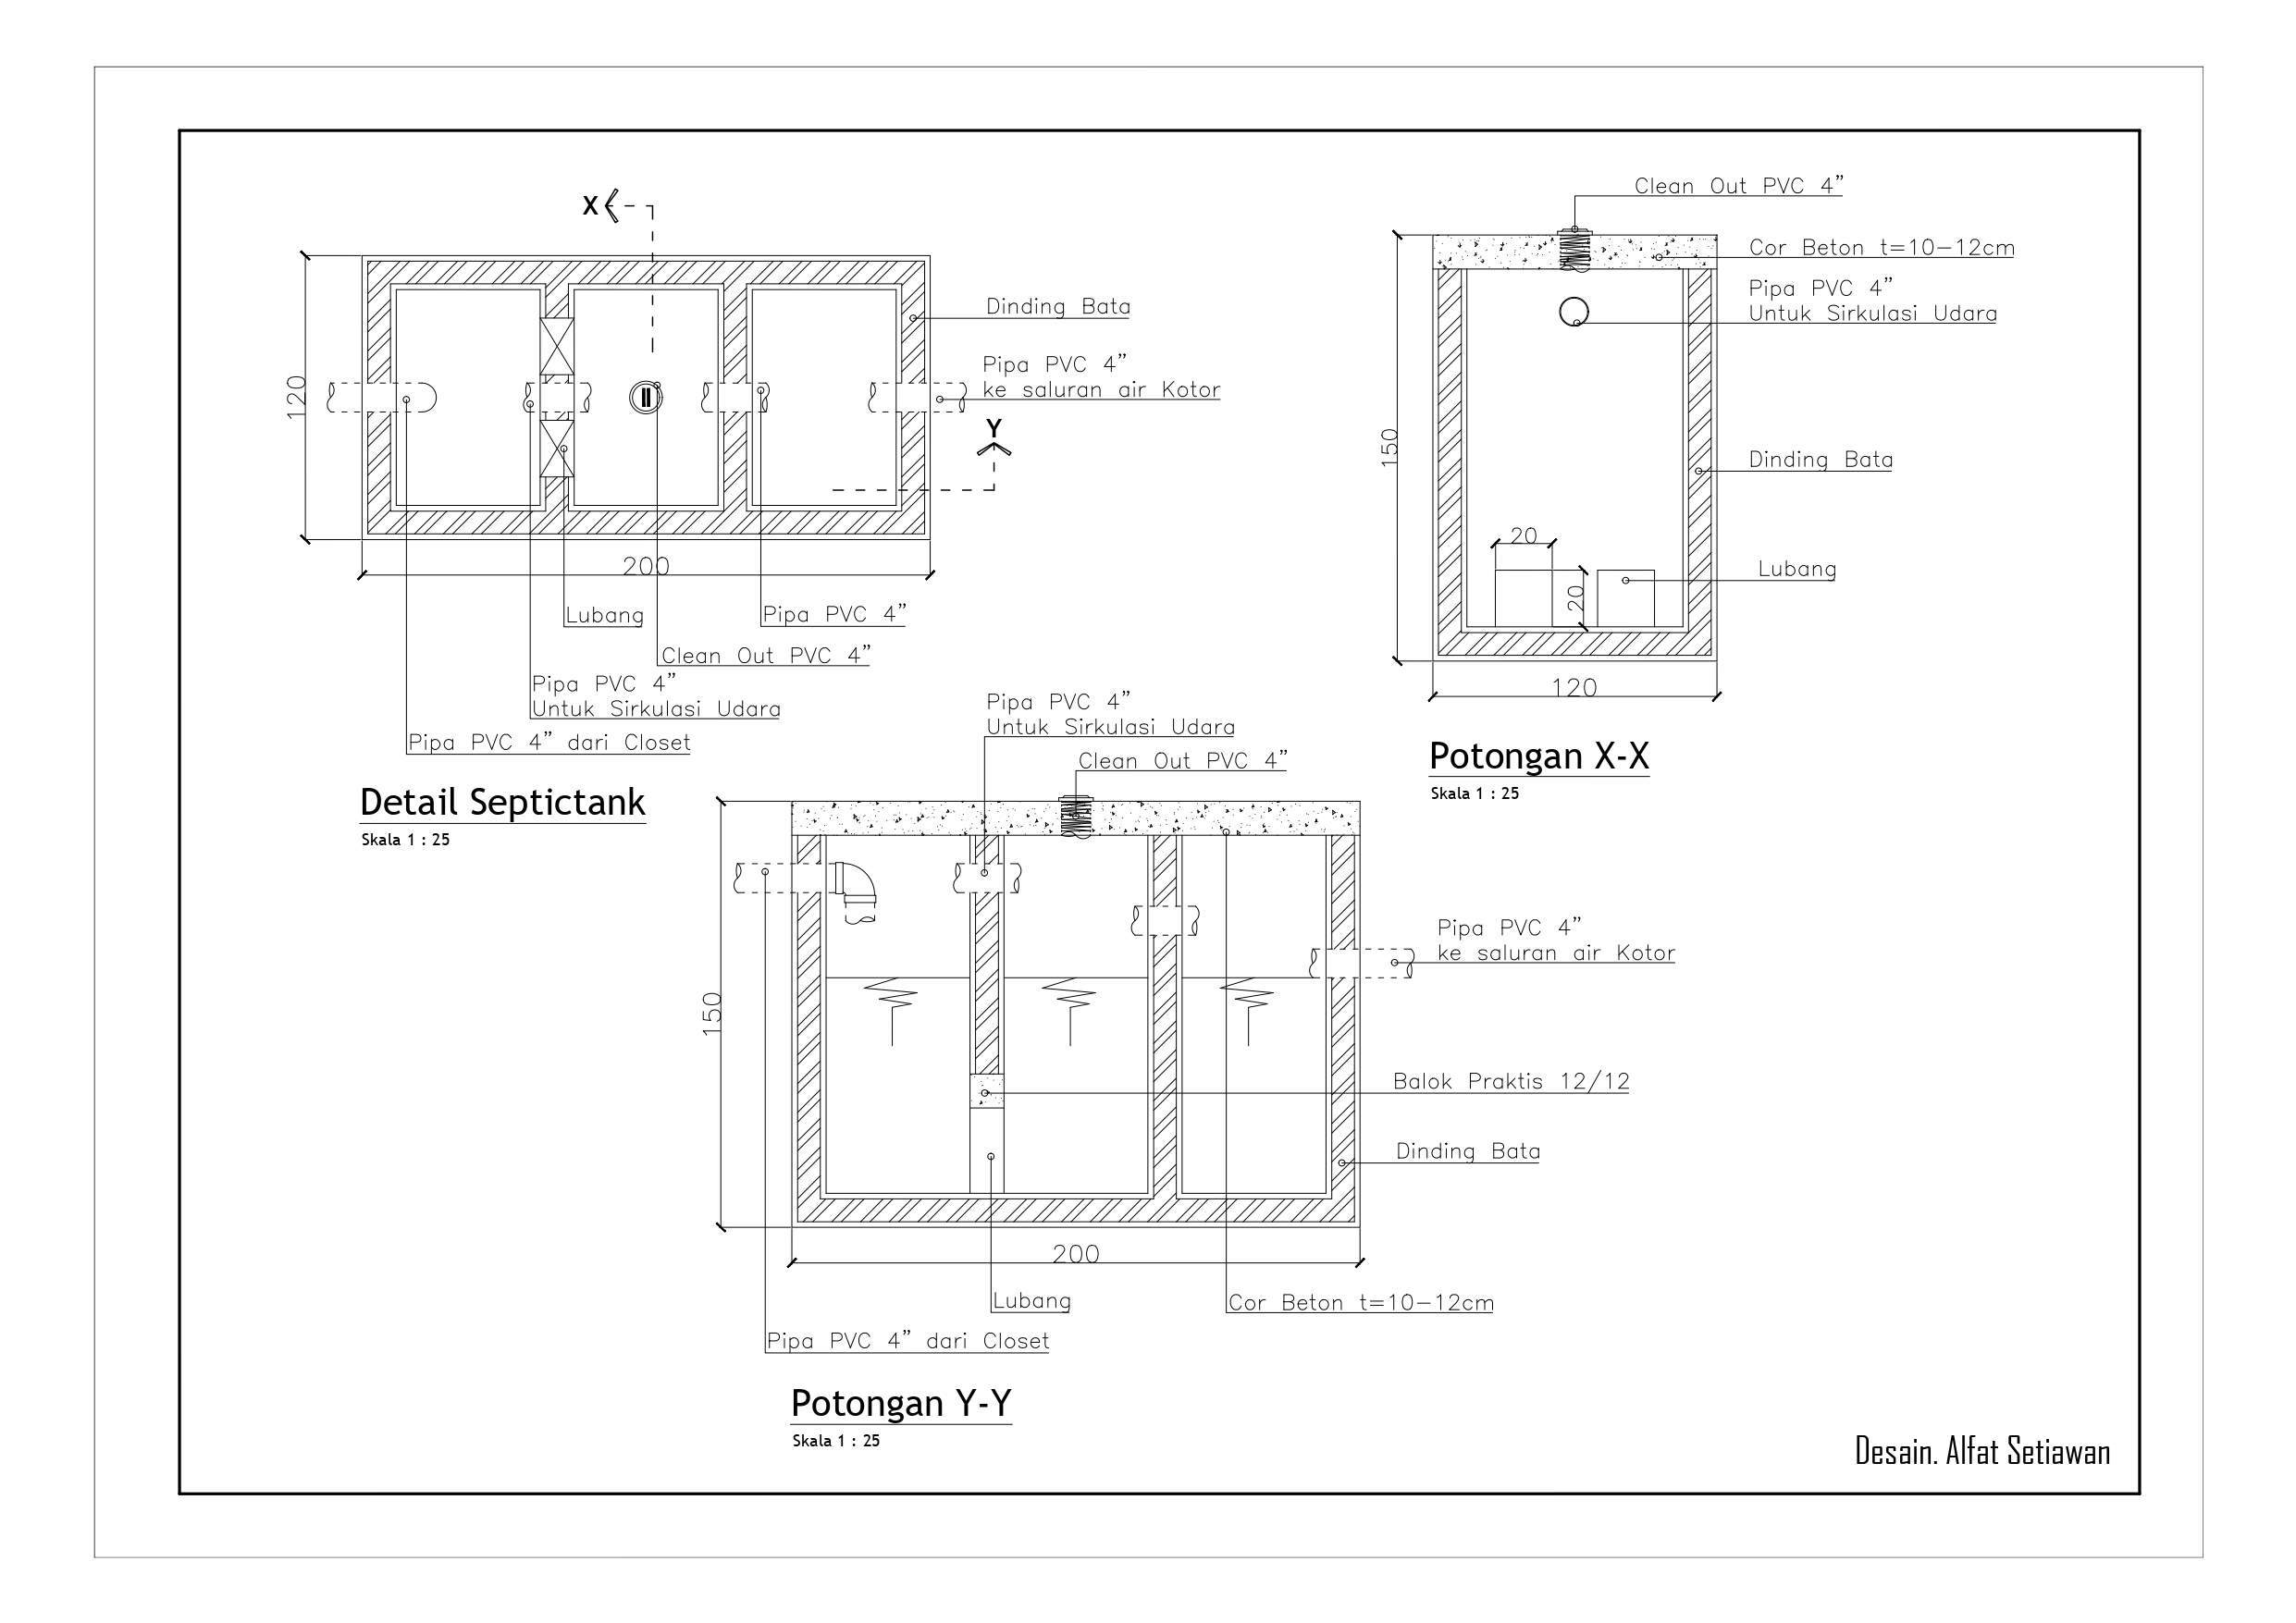 X
120
Dinding Bata
Pipa PVC 4”
ke saluran air Kotor
Y
200
Lubang
Pipa PVC 4”
Clean Out PVC 4”
Pipa PVC 4”
Untuk Sirkulasi Udara
Pipa PVC 4” dari Closet
Detail Septictank
Skala 1 : 25
Clean Out PVC 4”
Cor Beton t=10-12cm
Pipa PVC 4”
Untuk Sirkulasi Udara
150
Dinding Bata
20
20
Lubang
120
Potongan X-X
Skala 1 : 25
Pipa PVC 4”
Untuk Sirkulasi Udara
Clean Out PVC 4”
Pipa PVC 4”
ke saluran air Kotor
150
Balok Praktis 12/12
Dinding Bata
200
Lubang
Cor Beton t=10-12cm
Pipa PVC 4” dari Closet
Potongan Y-Y
Skala 1 : 25
Desain. Alfat Setiawan